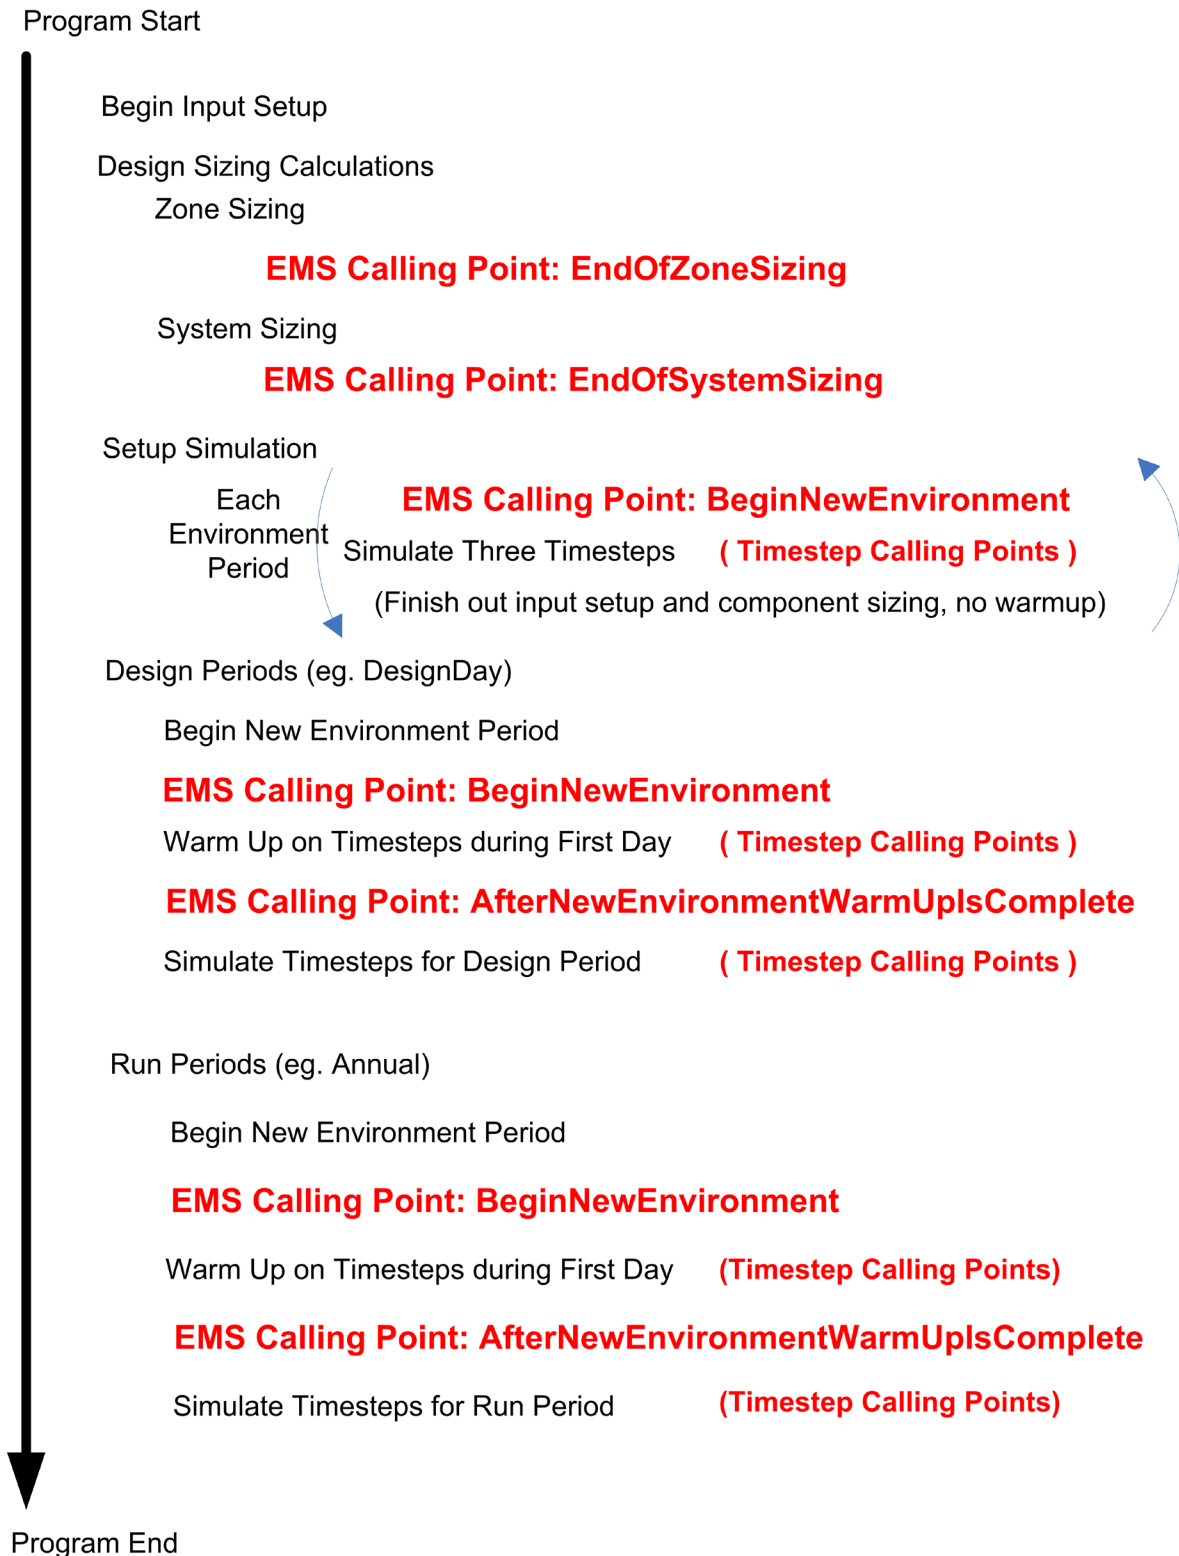 Program Start
Begin Input Setup
Design Sizing Calculations
Zone Sizing
EMS Calling Point: EndOfZoneSizing
System Sizing
EMS Calling Point: EndOfSystemSizing
Setup Simulation
Each
Environment
Period
EMS Calling Point: BeginNewEnvironment
Simulate Three Timesteps ( Timestep Calling Points )
(Finish out input setup and component sizing, no warmup)
Design Periods (eg. DesignDay)
Begin New Environment Period
EMS Calling Point: BeginNewEnvironment
Warm Up on Timesteps during First Day ( Timestep Calling Points )
EMS Calling Point: AfterNewEnvironmentWarmUpIsComplete
Simulate Timesteps for Design Period ( Timestep Calling Points )
Run Periods (eg. Annual)
Begin New Environment Period
EMS Calling Point: BeginNewEnvironment
Warm Up on Timesteps during First Day (Timestep Calling Points)
EMS Calling Point: AfterNewEnvironmentWarmUpIsComplete
Simulate Timesteps for Run Period (Timestep Calling Points)
Program End